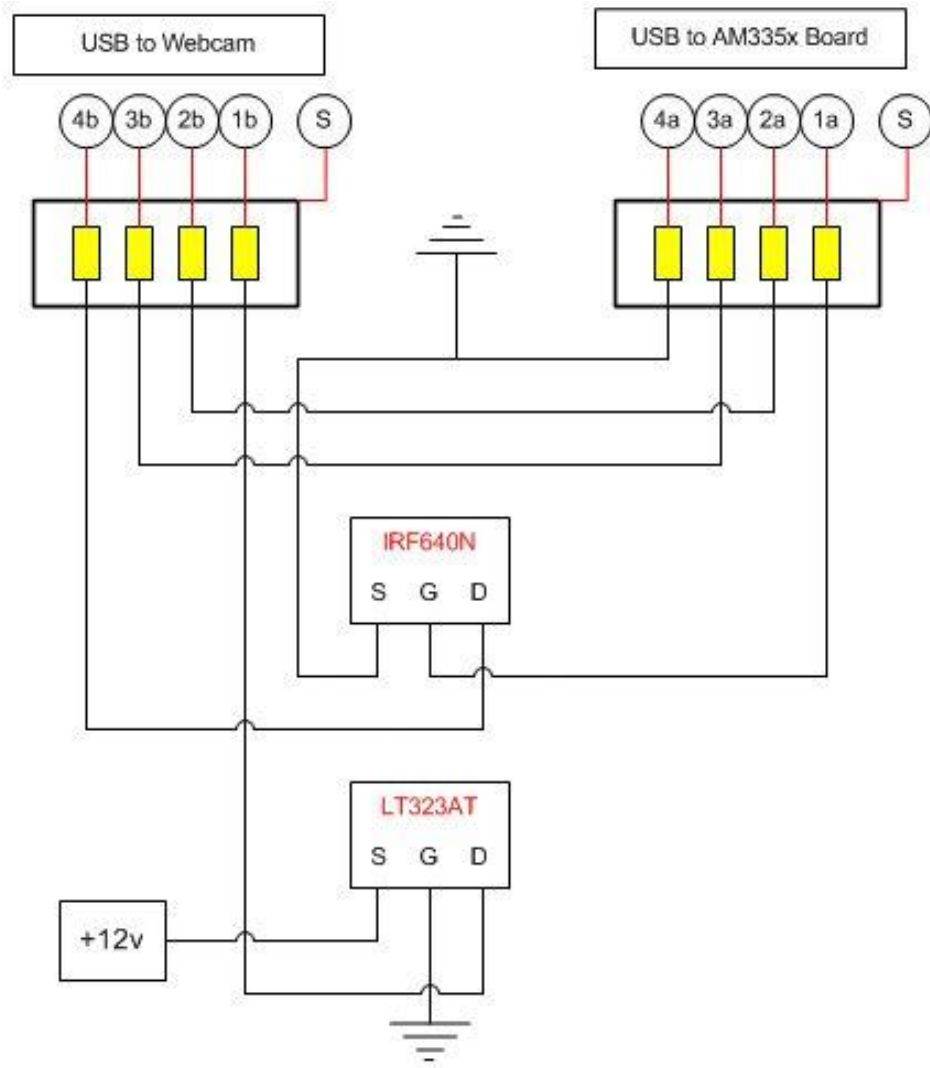 USB to Webcam
USB to AM335x Board
4b 3b 2b 1b S
4a 3a 2a 1a S
IRF640N
S G D
LT323AT
S G D
+12v